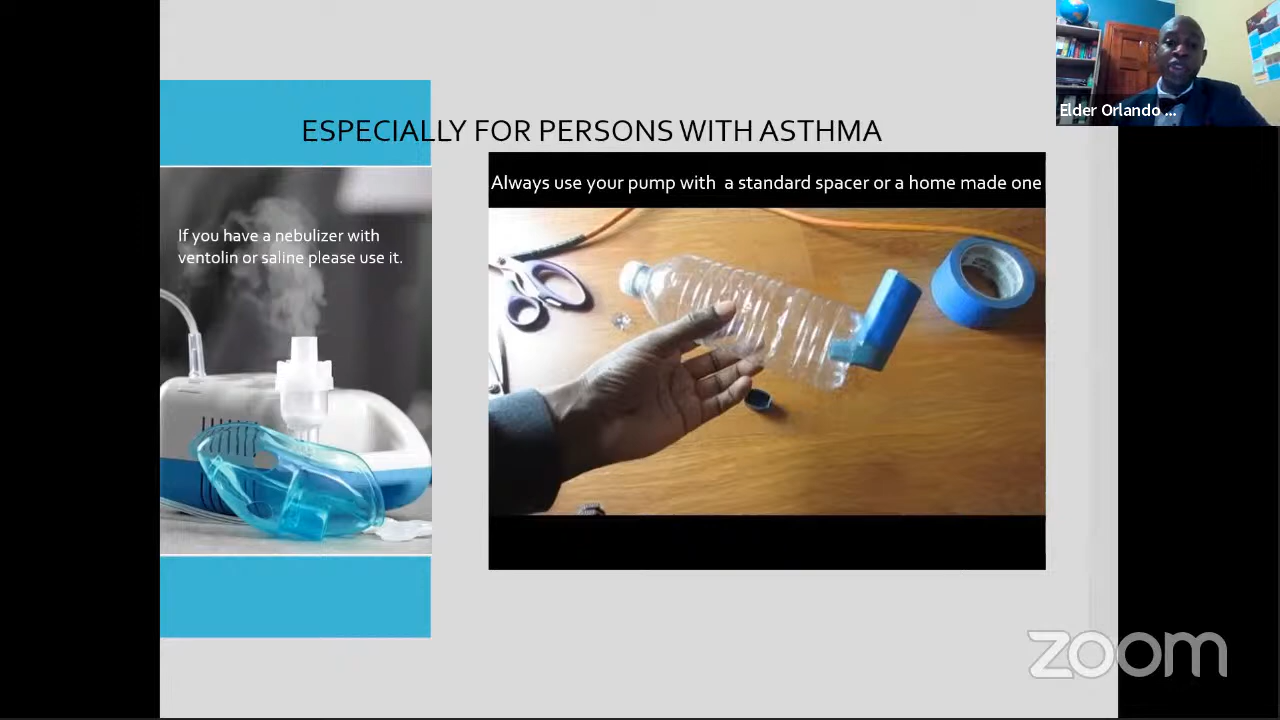 Elder Orlando ...
ESPECIALLY FOR PERSONS WITH ASTHMA
Always use your pump with a standard spacer or a home made one
If you have a nebulizer with
ventolin or saline please use it.
zoom